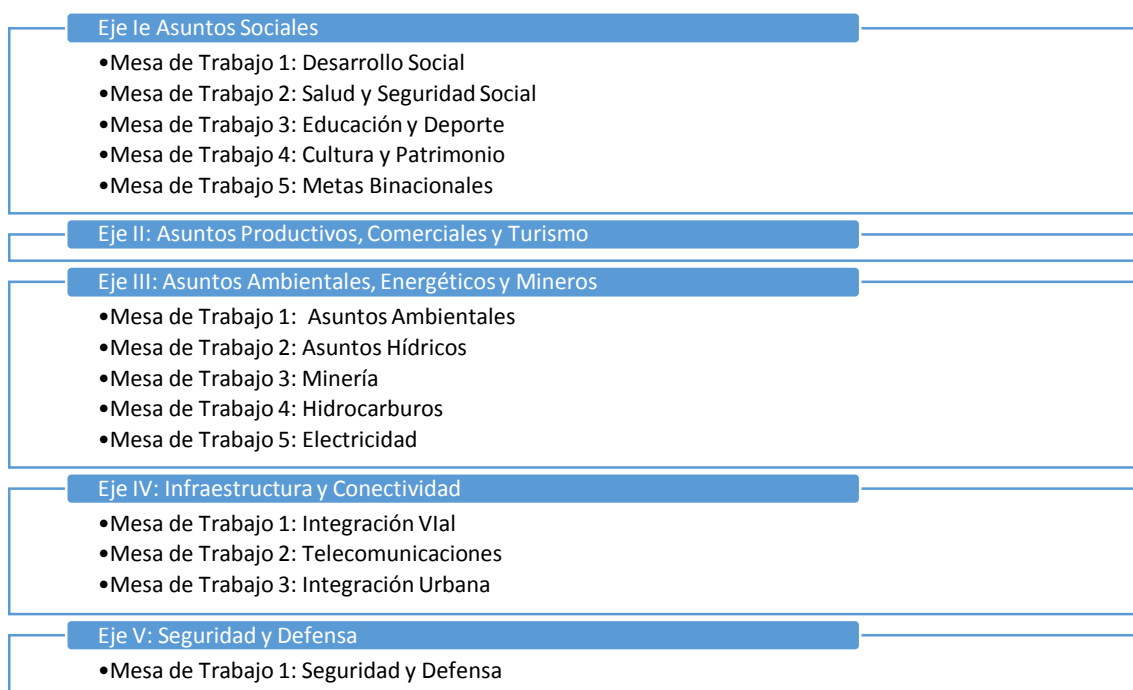 Eje Ie Asuntos Sociales
•Mesa de Trabajo 1: Desarrollo Social
•Mesa de Trabajo 2: Salud y Seguridad Social
•Mesa de Trabajo 3: Educación y Deporte
•Mesa de Trabajo 4: Cultura y Patrimonio
•Mesa de Trabajo 5: Metas Binacionales
Eje II: Asuntos Productivos, Comerciales y Turismo
Eje III: Asuntos Ambientales, Energéticos y Mineros
•Mesa de Trabajo 1: Asuntos Ambientales
•Mesa de Trabajo 2: Asuntos Hídricos
•Mesa de Trabajo 3: Minería
•Mesa de Trabajo 4: Hidrocarburos
•Mesa de Trabajo 5: Electricidad
Eje IV: Infraestructura y Conectividad
•Mesa de Trabajo 1: Integración VIal
•Mesa de Trabajo 2: Telecomunicaciones
•Mesa de Trabajo 3: Integración Urbana
Eje V: Seguridad y Defensa
•Mesa de Trabajo 1: Seguridad y Defensa